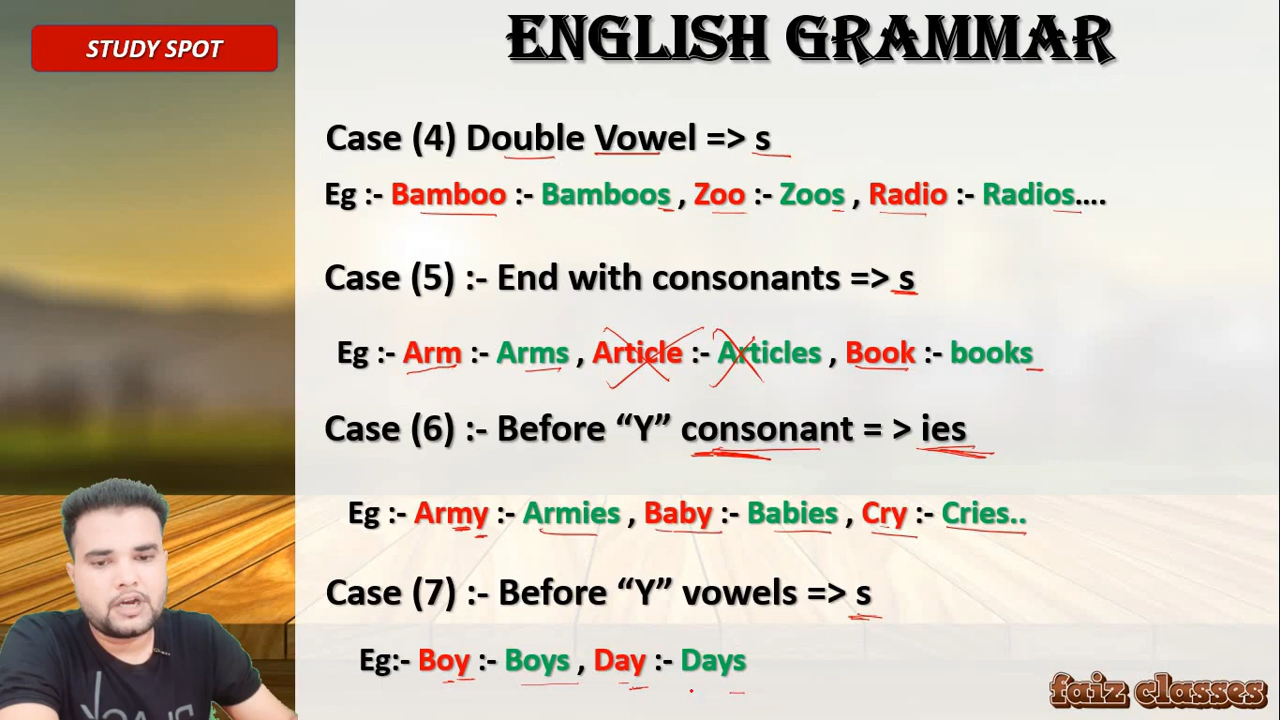 STUDY SPOT
ENGLISH GRAMMAR
Case (4) Double Vowel => s
Eg :- Bamboo :- Bamboos , Zoo :- Zoos , Radio :- Radios....
Case (5) :- End with consonants => s
Eg :- Arm :- Arms , Article :- Articles , Book :- books
Case (6) :- Before “Y” consonant = > ies
Eg :- Army :- Armies , Baby :- Babies , Cry :- Cries..
Case (7) :- Before “Y” vowels => s
Eg:- Boy :- Boys , Day :- Days
faiz classes